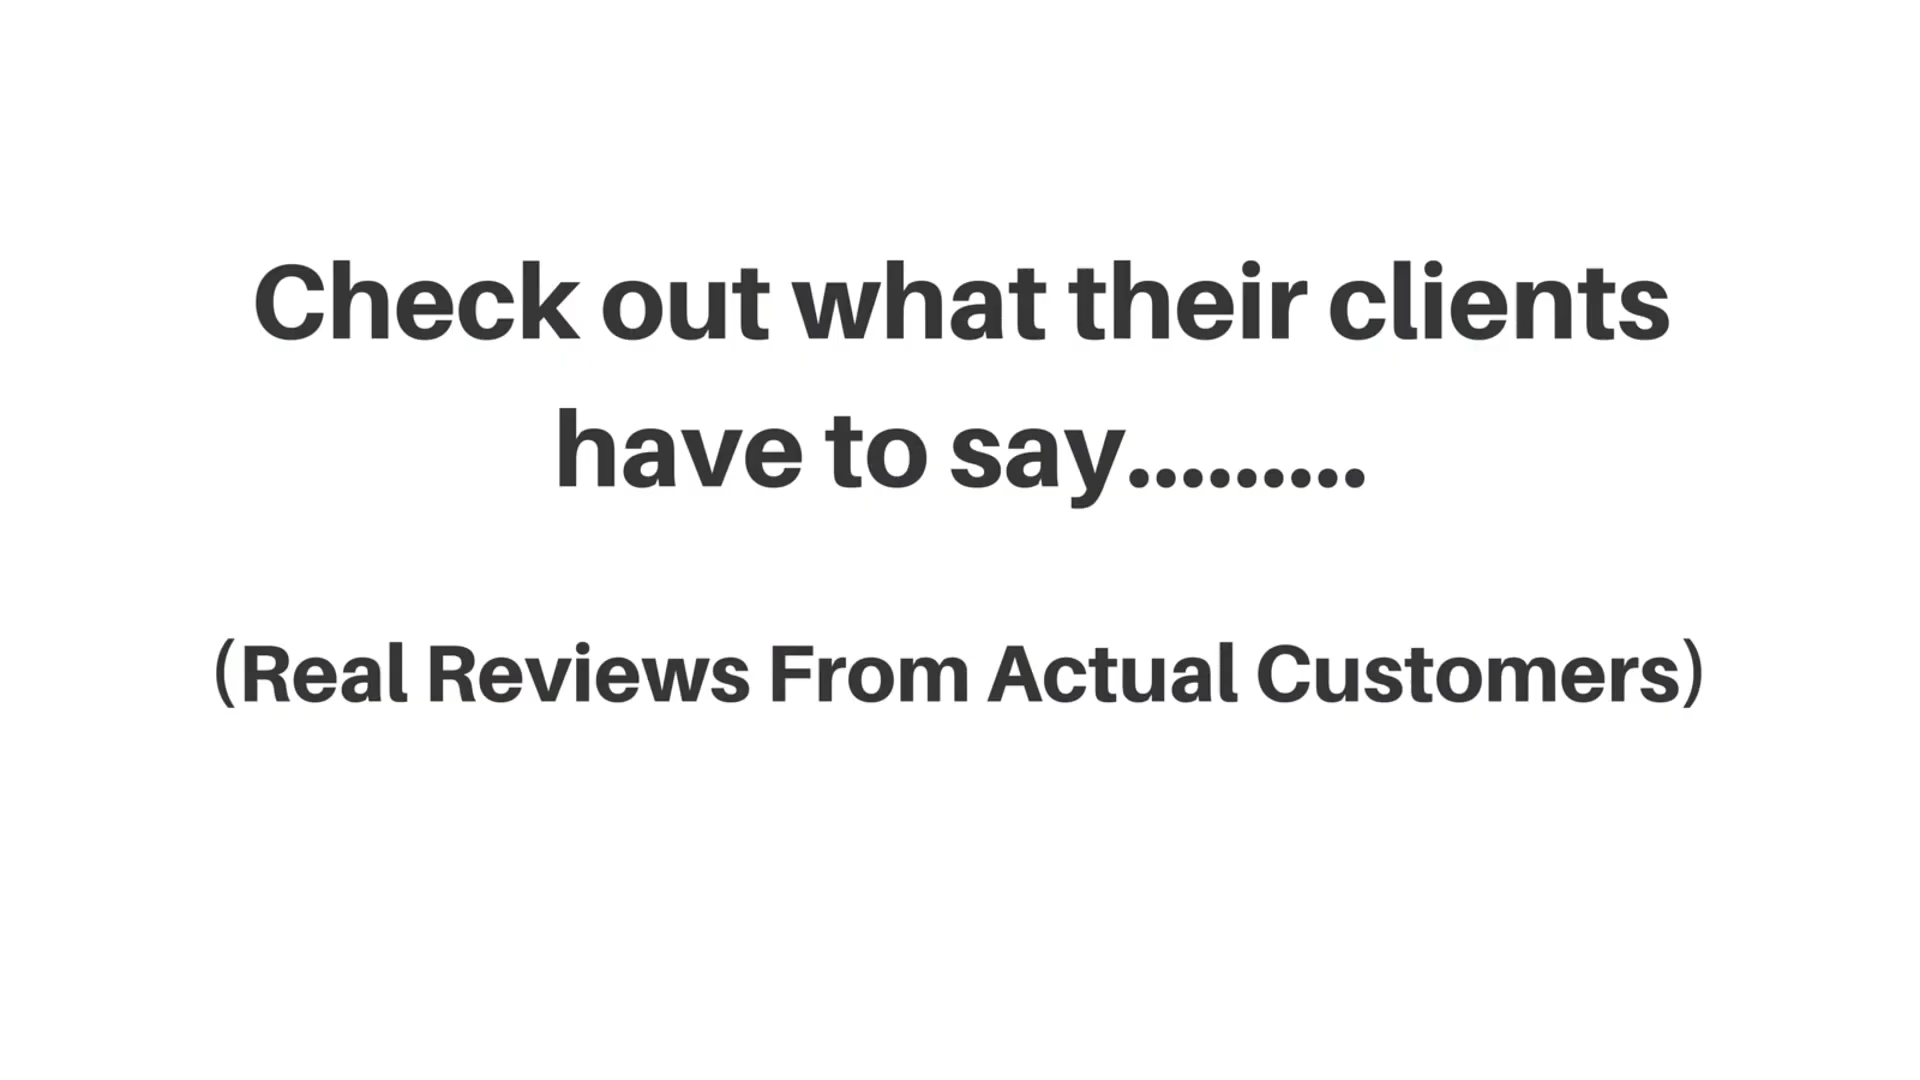 Check out what their clients
have to say.........
(Real Reviews From Actual Customers)